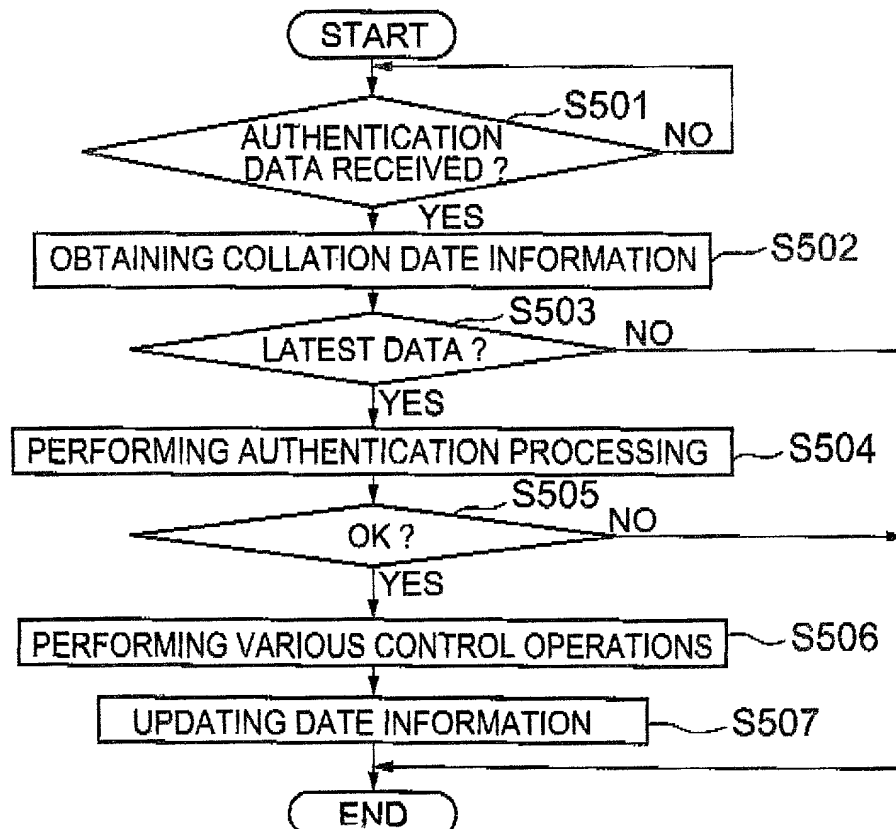 START
S501
AUTHENTICATION
DATA RECEIVED ?
NO
YES
OBTAINING COLLATION DATE INFORMATION
S502
S503
LATEST DATA ?
NO
YES
PERFORMING AUTHENTICATION PROCESSING
S504
S505
OK ?
NO
YES
PERFORMING VARIOUS CONTROL OPERATIONS
S506
UPDATING DATE INFORMATION
S507
END